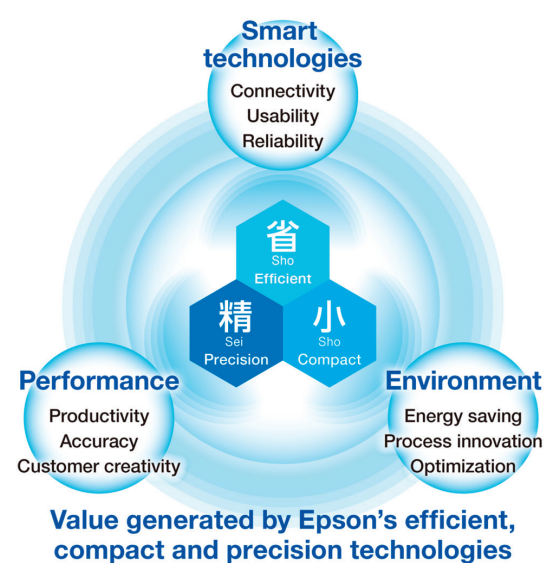 Smart
technologies
Connectivity
Usability
Reliability
省
Sho
Efficient
精
Sei
Precision
小
Sho
Compact
Performance
Productivity
Accuracy
Customer creativity
Environment
Energy saving
Process innovation
Optimization
Value generated by Epson's efficient,
compact and precision technologies